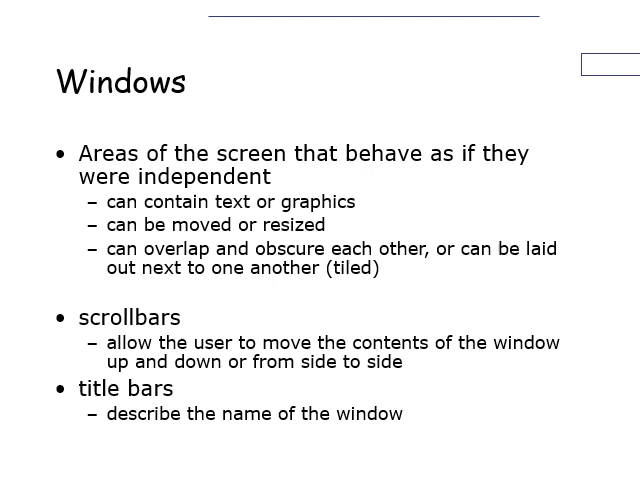 Windows
• Areas of the screen that behave as if they
were independent
– can contain text or graphics
– can be moved or resized
– can overlap and obscure each other, or can be laid
out next to one another (tiled)
• scrollbars
– allow the user to move the contents of the window
up and down or from side to side
• title bars
– describe the name of the window